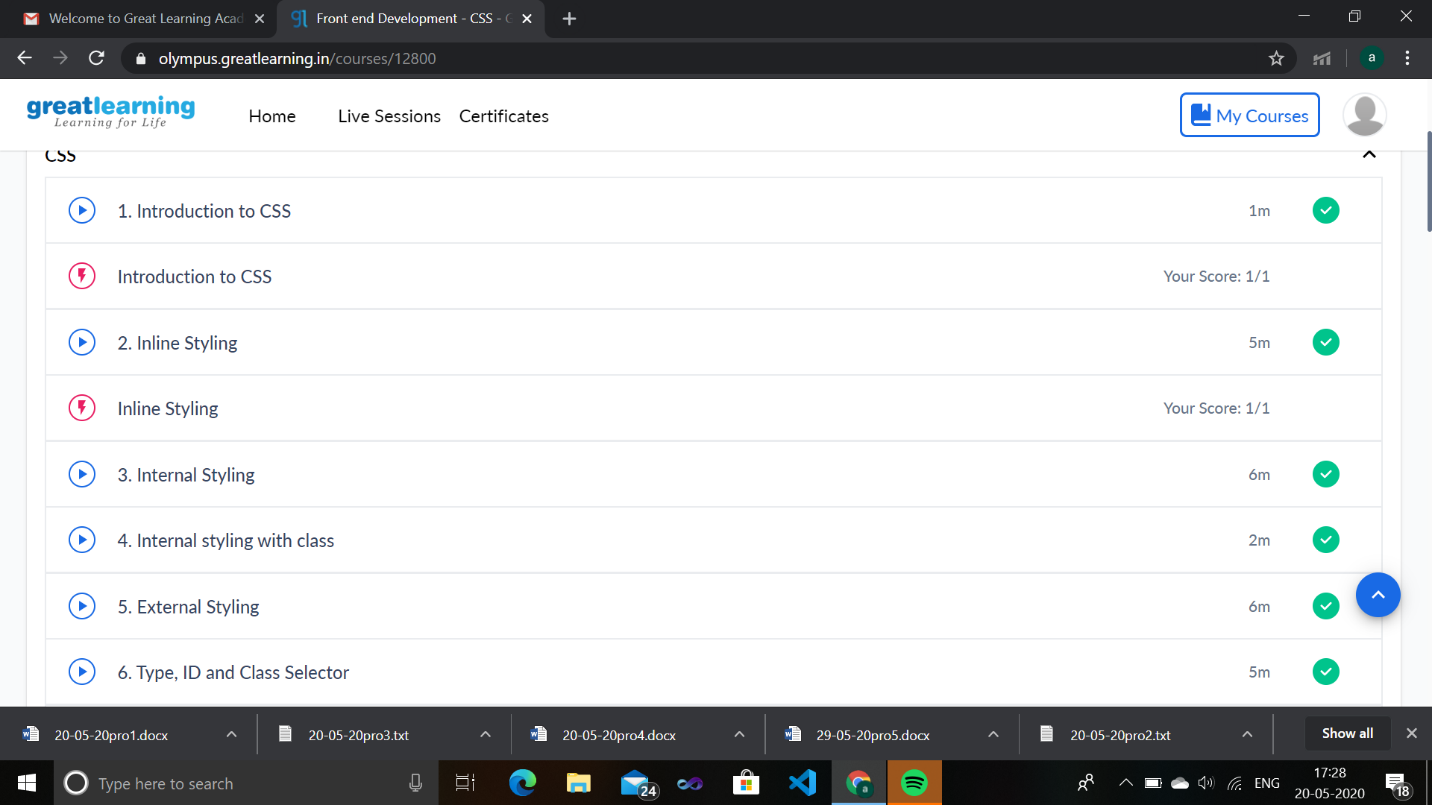 Welcome to Great Learning Acad
Front end Development - CSS - G
olympus.greatlearning.in/courses/12800
a
greatlearning
Learning for Life
Home
Live Sessions
Certificates
My Courses
CSS
1. Introduction to CSS
1m
Introduction to CSS
Your Score: 1/1
2. Inline Styling
5m
Inline Styling
Your Score: 1/1
3. Internal Styling
6m
4. Internal styling with class
2m
5. External Styling
6m
6. Type, ID and Class Selector
5m
20-05-20pro1.docx
20-05-20pro3.txt
20-05-20pro4.docx
29-05-20pro5.docx
20-05-20pro2.txt
Show all
Type here to search
24
a
ENG
17:28
20-05-2020
18